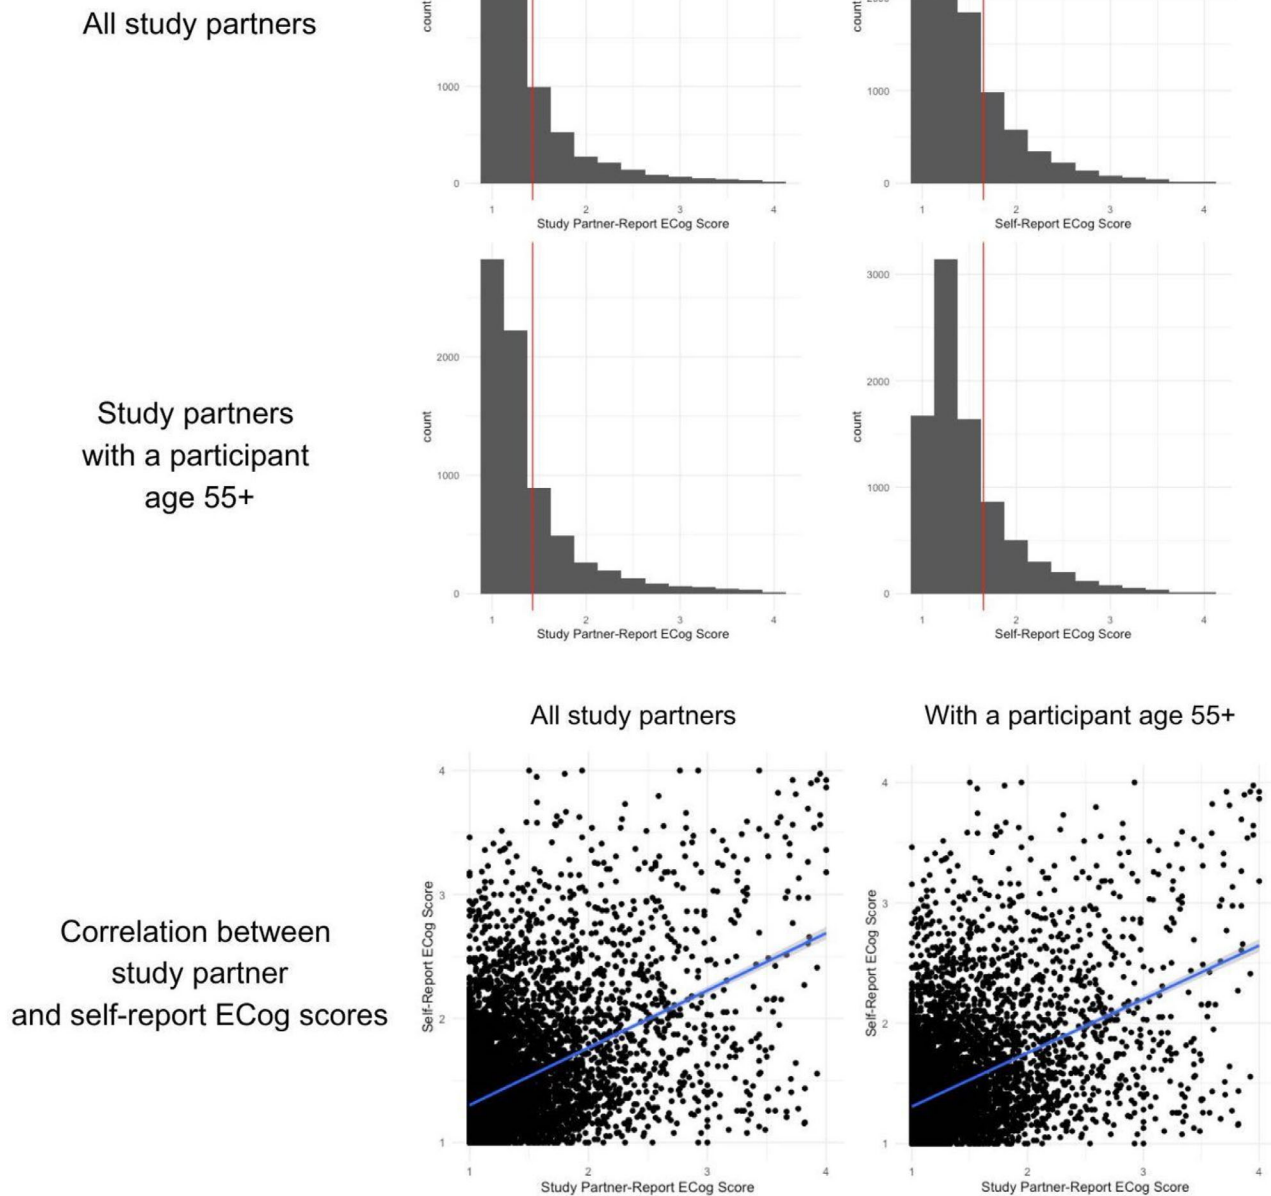 All study partners
count
1000
0
1 2 3 4
Study Partner-Report ECog Score
count
2000
1000
0
1 2 3 4
Self-Report ECog Score
Study partners
with a participant
age 55+
count
2000
1000
0
1 2 3 4
Study Partner-Report ECog Score
count
3000
2000
1000
0
1 2 3 4
Self-Report ECog Score
All study partners
With a participant age 55+
Correlation between
study partner
and self-report ECog scores
Self-Report ECog Score
4
3
2
1
1 2 3 4
Study Partner-Report ECog Score
Self-Report ECog Score
4
3
2
1
1 2 3 4
Study Partner-Report ECog Score